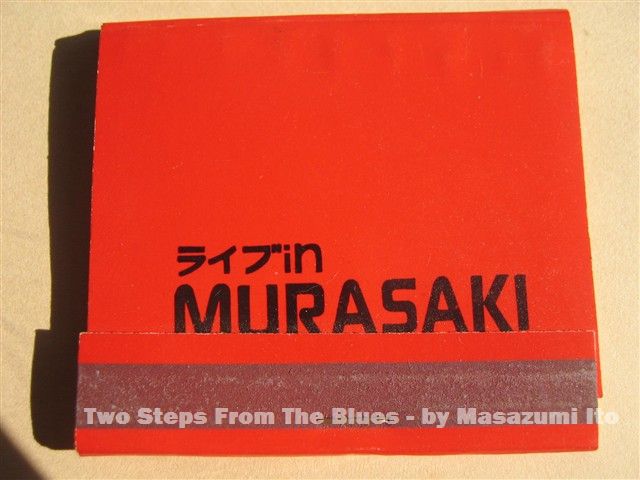 ライブin
MURASAKI
Two Steps From The Blues - by Masazumi Ito